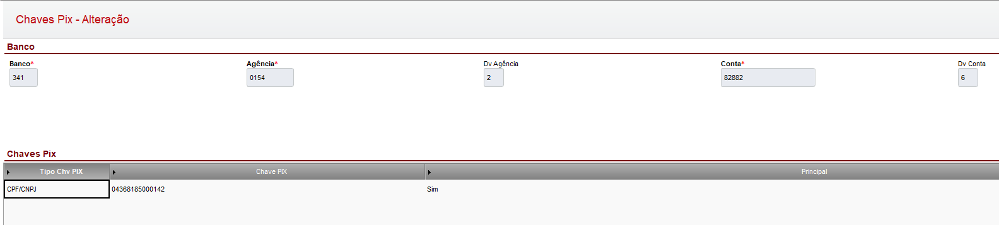 Chaves Pix - Alteração
Banco
Banco* Agência* Dv Agência Conta* Dv Conta
341 0154 2 82882 6
Chaves Pix
Tipo Chv PIX Chave PIX Principal
CPF/CNPJ 04368185000142 Sim